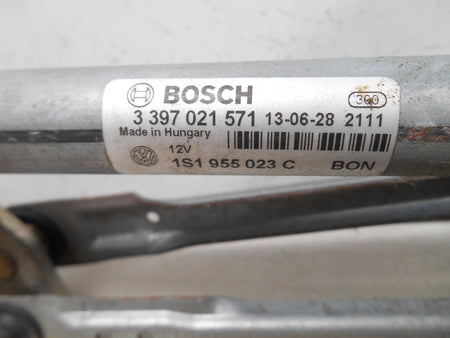 BOSCH 300
3 397 021 571 13-06-28 2111
Made in Hungary
12V
1S1 955 023 C BON